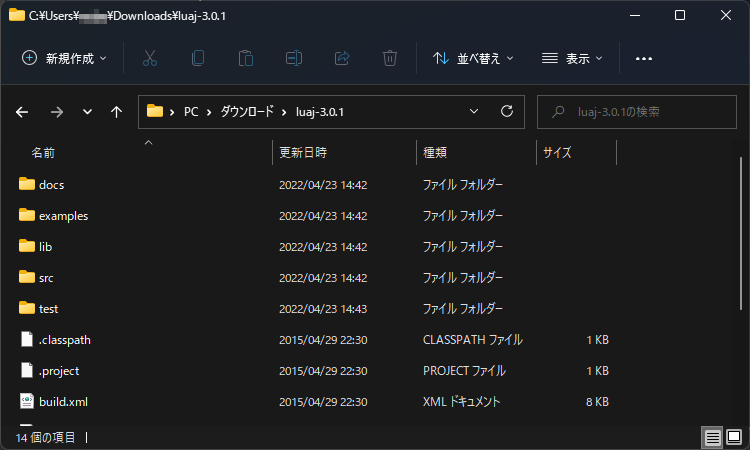 C:¥Users¥ ¥Downloads¥luaj-3.0.1
新規作成 並べ替え 表示
PC ダウンロード luaj-3.0.1 luaj-3.0.1の検索
名前 更新日時 種類 サイズ
docs 2022/04/23 14:42 ファイル フォルダー
examples 2022/04/23 14:42 ファイル フォルダー
lib 2022/04/23 14:42 ファイル フォルダー
src 2022/04/23 14:42 ファイル フォルダー
test 2022/04/23 14:43 ファイル フォルダー
.classpath 2015/04/29 22:30 CLASSPATH ファイル 1 KB
.project 2015/04/29 22:30 PROJECT ファイル 1 KB
build.xml 2015/04/29 22:30 XML ドキュメント 8 KB
14 個の項目